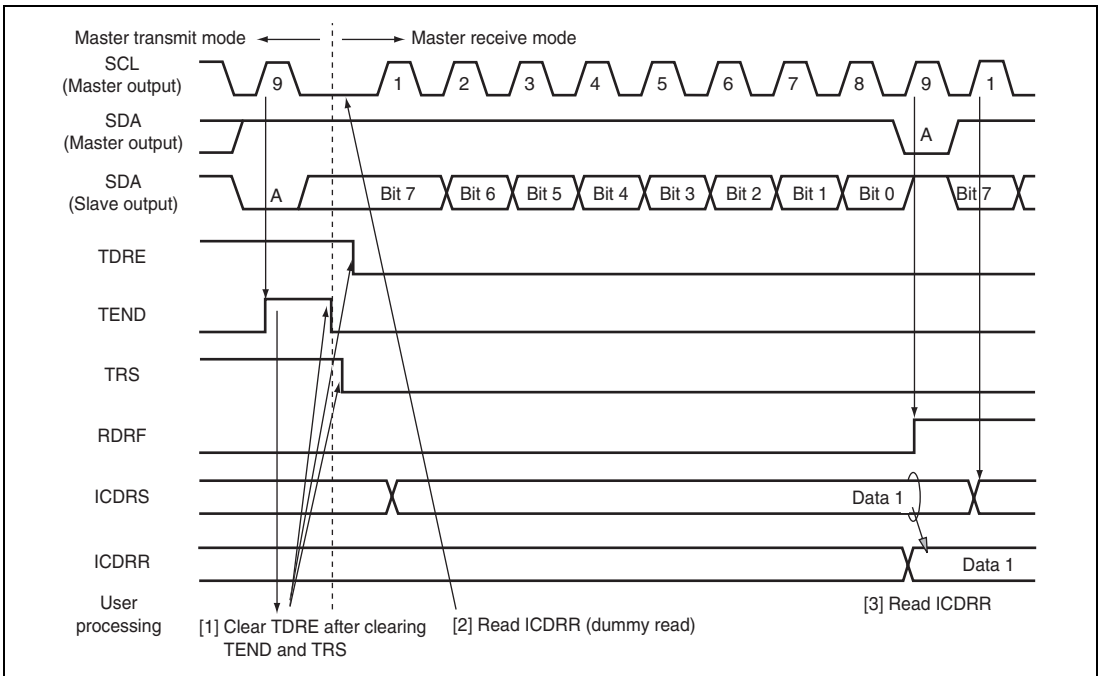 Master transmit mode
Master receive mode
SCL
(Master output)
9
1
2
3
4
5
6
7
8
9
1
SDA
(Master output)
A
SDA
(Slave output)
A
Bit 7
Bit 6
Bit 5
Bit 4
Bit 3
Bit 2
Bit 1
Bit 0
Bit 7
TDRE
TEND
TRS
RDRF
ICDRS
Data 1
ICDRR
Data 1
User
processing
[1] Clear TDRE after clearing
TEND and TRS
[2] Read ICDRR (dummy read)
[3] Read ICDRR